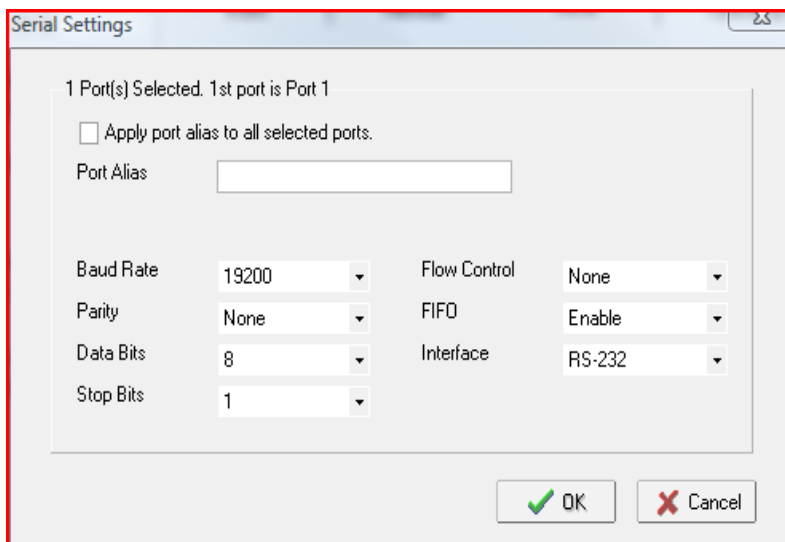 Serial Settings
1 Port(s) Selected. 1st port is Port 1
Apply port alias to all selected ports.
Port Alias
Baud Rate 19200 Flow Control None
Parity None FIFO Enable
Data Bits 8 Interface RS-232
Stop Bits 1
OK Cancel